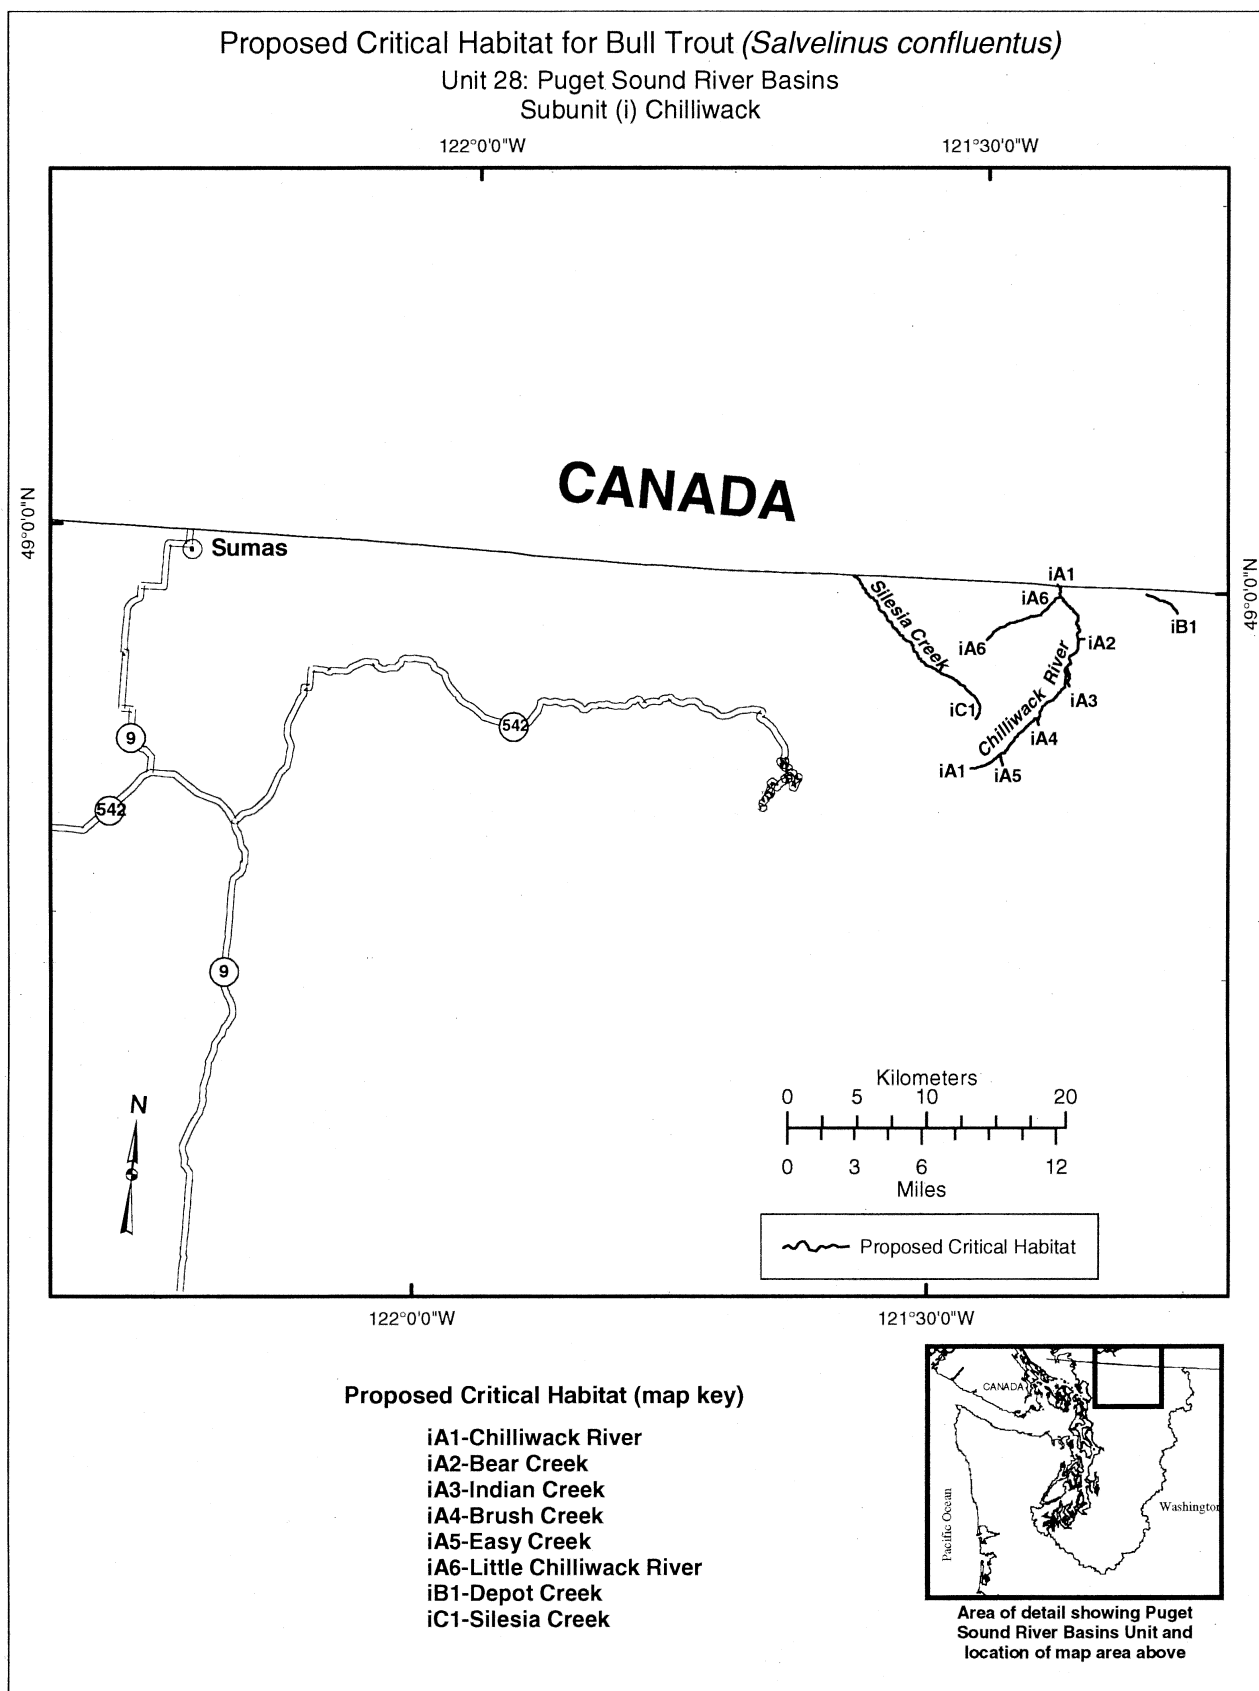 Proposed Critical Habitat for Bull Trout (Salvelinus confluentus)
Unit 28: Puget Sound River Basins
Subunit (i) Chilliwack
122°0'0"W
121°30'0"W
CANADA
49°0'0"N
49°0'0"N
Sumas
Silesia Creek
iA1
iA6
iB1
iA2
iA6
Chilliwack River
iA3
iC1
iA4
iA1
iA5
9
542
542
9
N
Kilometers
0 5 10 20
0 3 6 12
Miles
Proposed Critical Habitat
122°0'0"W
121°30'0"W
Proposed Critical Habitat (map key)
iA1-Chilliwack River
iA2-Bear Creek
iA3-Indian Creek
iA4-Brush Creek
iA5-Easy Creek
iA6-Little Chilliwack River
iB1-Depot Creek
iC1-Silesia Creek
CANADA
Pacific Ocean
Washington
Area of detail showing Puget
Sound River Basins Unit and
location of map area above